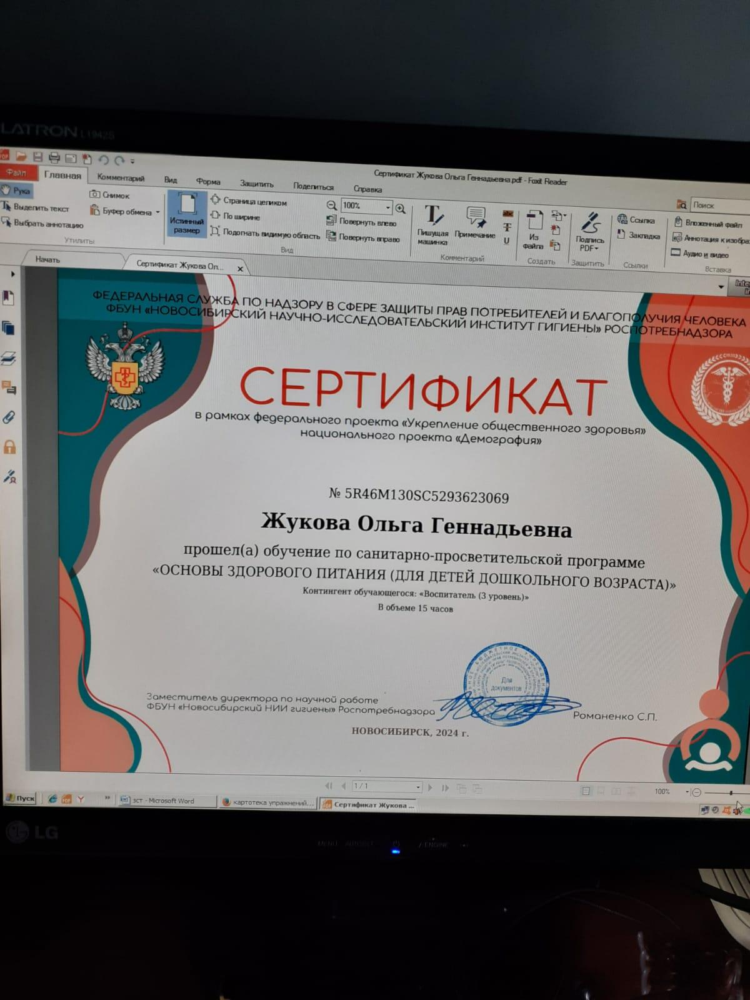 LATRON L1942S
Сертификат Жукова Ольга Геннадьевна.pdf - Foxit Reader
Файл Главная Комментарий Вид Форма Защитить Поделиться Справка
Рука
Выделить текст
Выбрать аннотацию
Снимок
Буфер обмена
Утилиты
Истинный размер
Страница целиком
По ширине
Подогнать видимую область
100%
Повернуть влево
Повернуть вправо
Вид
Пишущая машинка
Примечание
Комментарий
Из файла
Создать
Подпись PDF
Защитить
Ссылка
Закладка
Ссылки
Поиск
Вложенный файл
Аннотация к изобра
Аудио и видео
Вставка
Начать
Сертификат Жукова Ол...
ФЕДЕРАЛЬНАЯ СЛУЖБА ПО НАДЗОРУ В СФЕРЕ ЗАЩИТЫ ПРАВ ПОТРЕБИТЕЛЕЙ И БЛАГОПОЛУЧИЯ ЧЕЛОВЕКА
ФБУН «НОВОСИБИРСКИЙ НАУЧНО-ИССЛЕДОВАТЕЛЬСКИЙ ИНСТИТУТ ГИГИЕНЫ» РОСПОТРЕБНАДЗОРА
СЕРТИФИКАТ
в рамках федерального проекта «Укрепление общественного здоровья»
национального проекта «Демография»
№ 5R46M130SC5293623069
Жукова Ольга Геннадьевна
прошел(а) обучение по санитарно-просветительской программе
«ОСНОВЫ ЗДОРОВОГО ПИТАНИЯ (ДЛЯ ДЕТЕЙ ДОШКОЛЬНОГО ВОЗРАСТА)»
Контингент обучающегося: «Воспитатель (3 уровень)»
В объеме 15 часов
Для
документов
Заместитель директора по научной работе
ФБУН «Новосибирский НИИ гигиены» Роспотребнадзора
Романенко С.П.
НОВОСИБИРСК, 2024 г.
1 / 1
100%
Пуск
зст - Microsoft Word
картотека упражнений...
Сертификат Жукова ...
LG
MENU